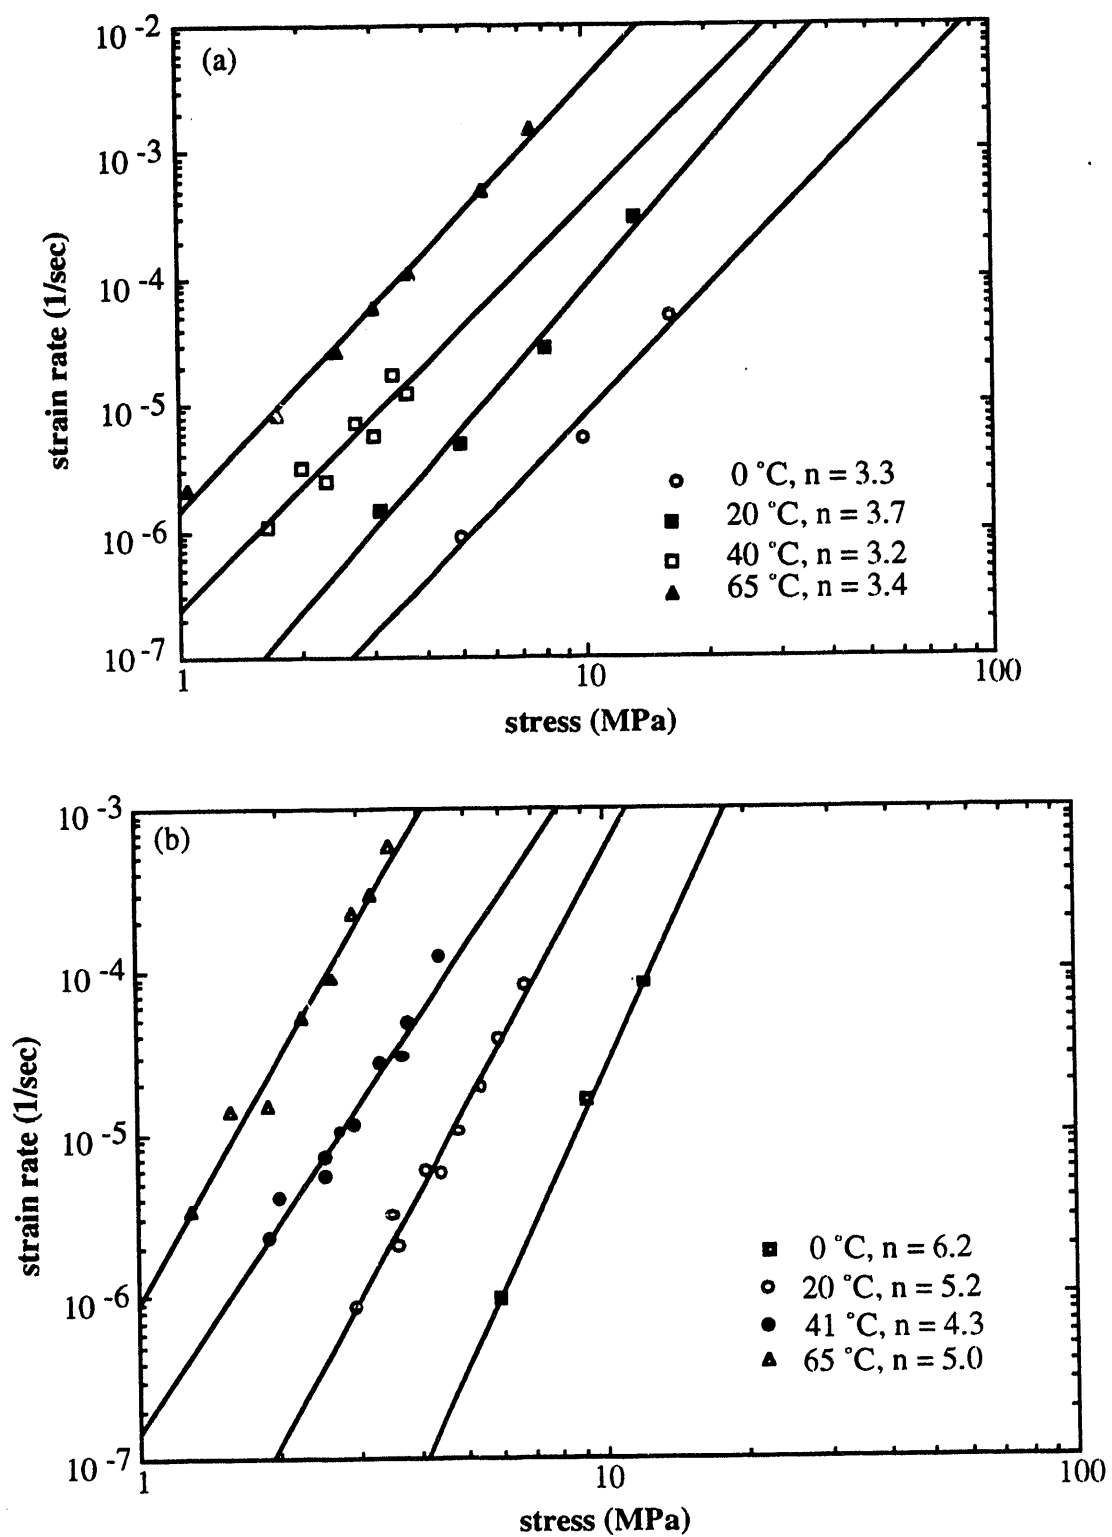 (a)
10 -2
10 -3
10 -4
10 -5
10 -6
10 -7
strain rate (1/sec)
0 °C, n = 3.3
20 °C, n = 3.7
40 °C, n = 3.2
65 °C, n = 3.4
1
10
100
stress (MPa)
(b)
10 -3
10 -4
10 -5
10 -6
10 -7
strain rate (1/sec)
0 °C, n = 6.2
20 °C, n = 5.2
41 °C, n = 4.3
65 °C, n = 5.0
1
10
100
stress (MPa)